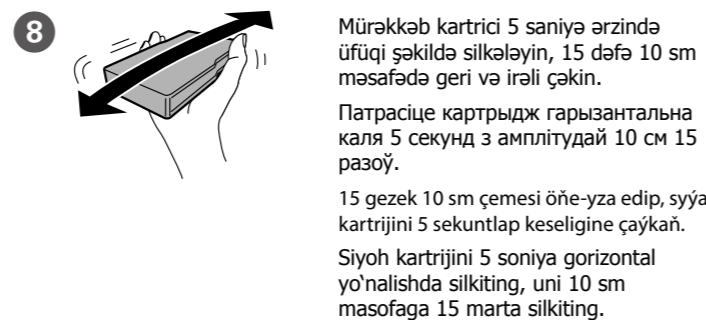 8
Mürəkkəb kartrici 5 saniyə ərzində
üfüqi şəkildə silkələyin, 15 dəfə 10 sm
məsafədə geri və irəli çəkin.
Патрасіце картрыдж гарызантальна
каля 5 секунд з амплітудай 10 см 15
разоў.
15 gezek 10 sm çemesi öňe-yza edip, syýa
kartrijini 5 sekuntlap keseligine çaýkaň.
Siyoh kartrijini 5 soniya gorizontal
yo‘nalishda silkiting, uni 10 sm
masofaga 15 marta silkiting.